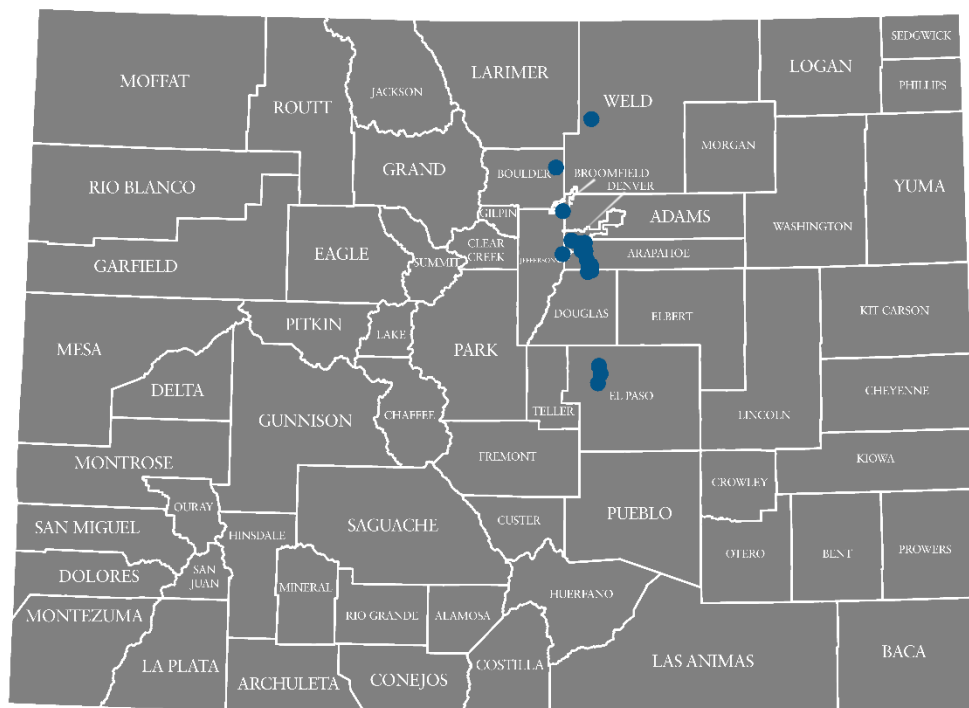 SEDGWICK
LARIMER
LOGAN
MOFFAT
JACKSON
PHILLIPS
WELD
ROUTT
MORGAN
GRAND
BOULDER
BROOMFIELD
RIO BLANCO
DENVER
YUMA
GILPIN
ADAMS
WASHINGTON
EAGLE
CLEAR
CREEK
ARAPAHOE
GARFIELD
SUMMIT
JEFFERSON
KIT CARSON
DOUGLAS
ELBERT
PITKIN
LAKE
MESA
PARK
DELTA
CHEYENNE
EL PASO
GUNNISON
CHAFFEE
TELLER
LINCOLN
FREMONT
MONTROSE
KIOWA
CROWLEY
OURAY
PUEBLO
SAN MIGUEL
SAGUACHE
CUSTER
HINSDALE
OTERO
BENT
PROWERS
SAN
JUAN
DOLORES
MINERAL
HUERFANO
MONTEZUMA
RIO GRANDE
ALAMOSA
BACA
LA PLATA
COSTILLA
LAS ANIMAS
CONEJOS
ARCHULETA